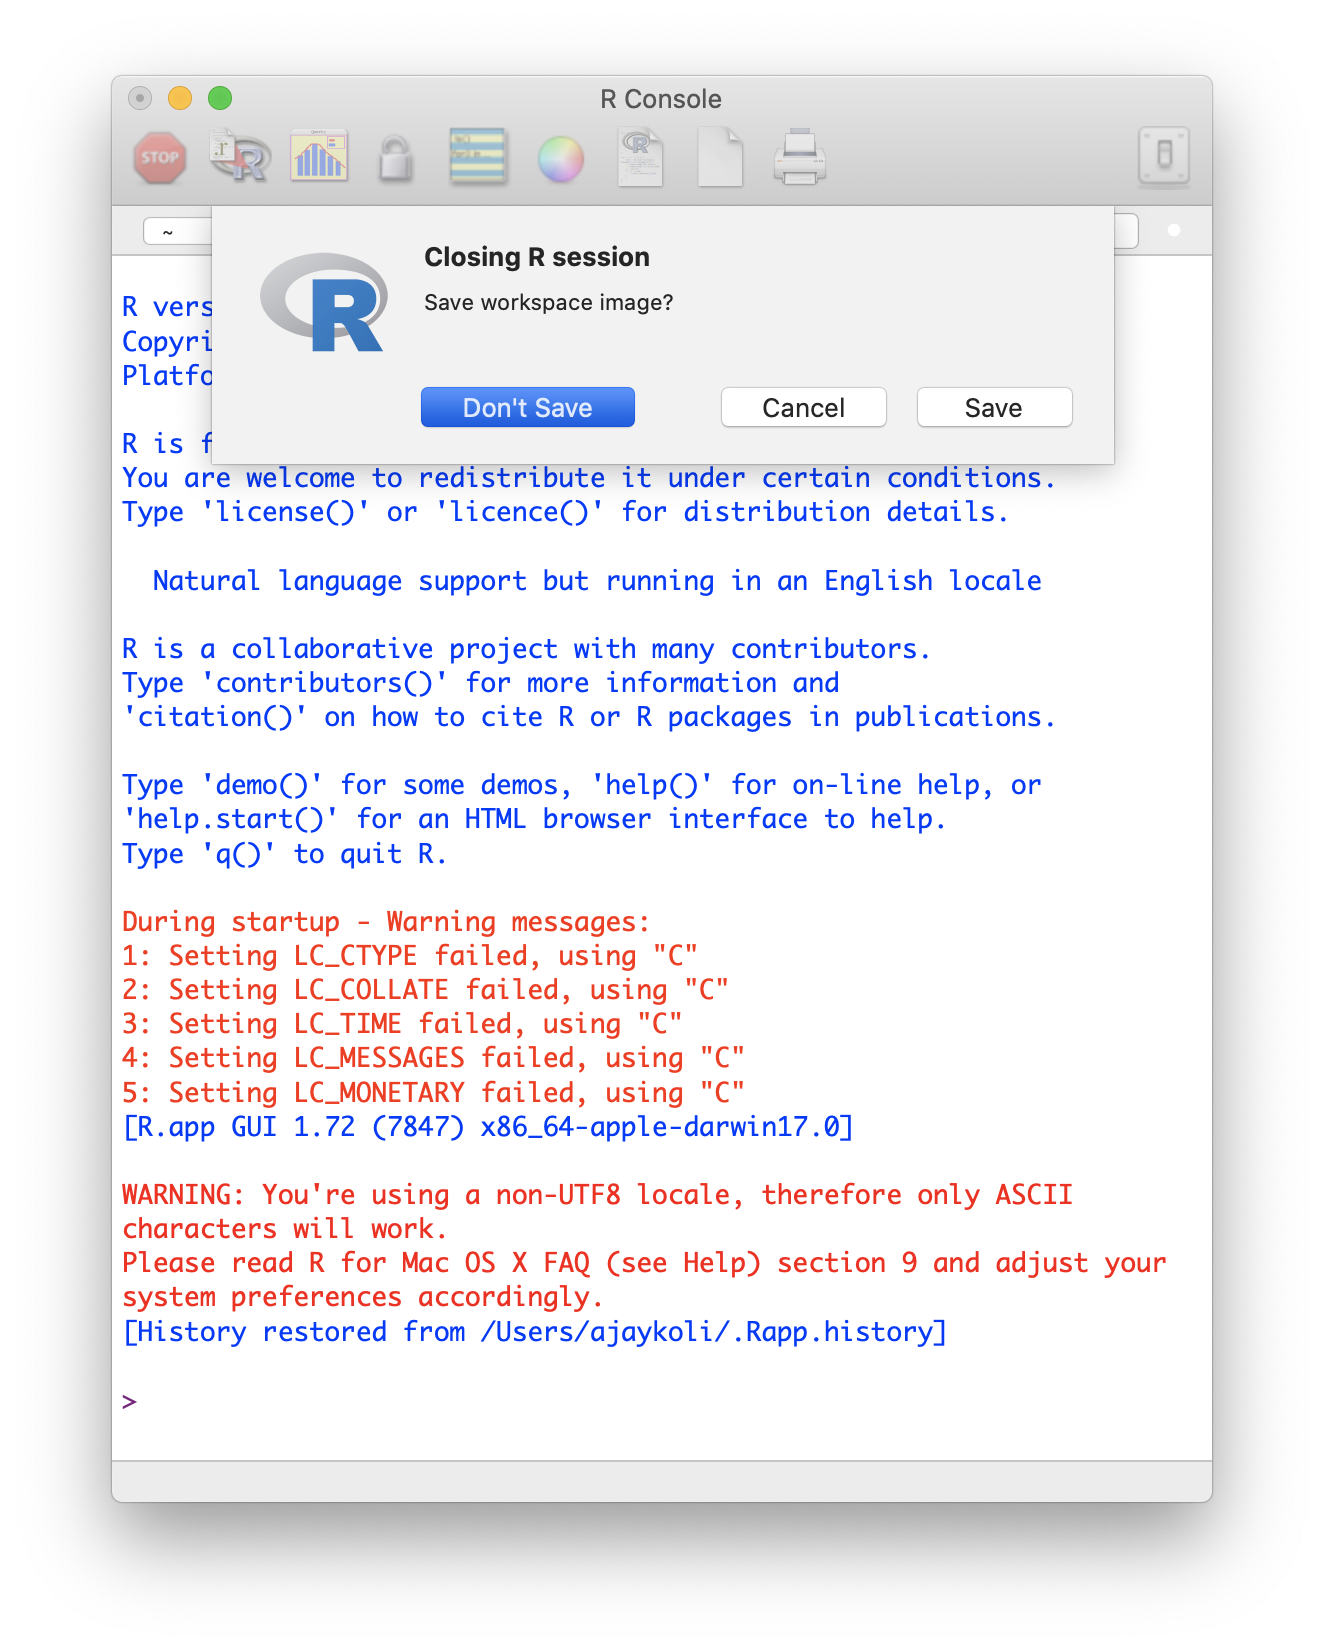 R Console
STOP
~
Closing R session
Save workspace image?
R
Don't Save
Cancel
Save
R vers
Copyri
Platfo
R is f
You are welcome to redistribute it under certain conditions.
Type 'license()' or 'licence()' for distribution details.
Natural language support but running in an English locale
R is a collaborative project with many contributors.
Type 'contributors()' for more information and
'citation()' on how to cite R or R packages in publications.
Type 'demo()' for some demos, 'help()' for on-line help, or
'help.start()' for an HTML browser interface to help.
Type 'q()' to quit R.
During startup - Warning messages:
1: Setting LC_CTYPE failed, using "C"
2: Setting LC_COLLATE failed, using "C"
3: Setting LC_TIME failed, using "C"
4: Setting LC_MESSAGES failed, using "C"
5: Setting LC_MONETARY failed, using "C"
[R.app GUI 1.72 (7847) x86_64-apple-darwin17.0]
WARNING: You're using a non-UTF8 locale, therefore only ASCII
characters will work.
Please read R for Mac OS X FAQ (see Help) section 9 and adjust your
system preferences accordingly.
[History restored from /Users/ajaykoli/.Rapp.history]
>